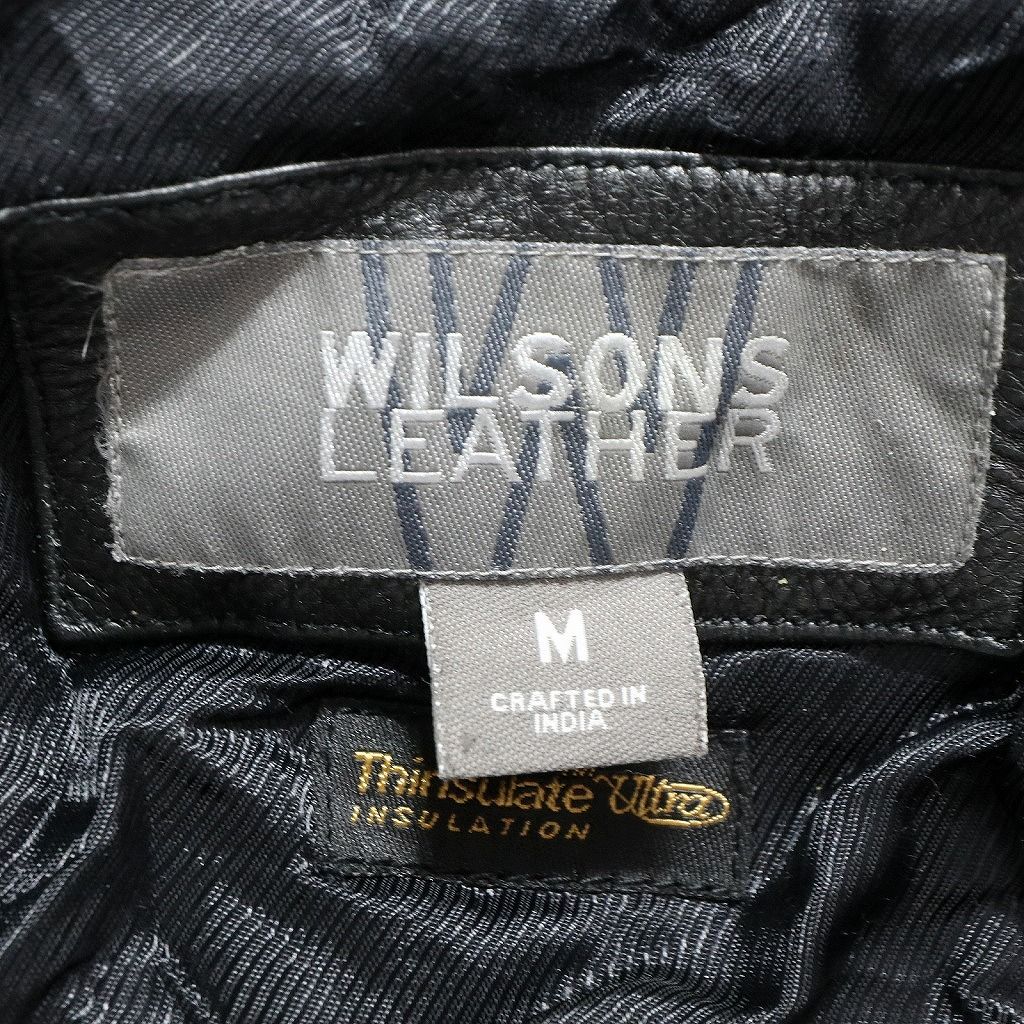 WILSONS
LEATHER
M
CRAFTED IN
INDIA
Thinsulate Ultra
INSULATION